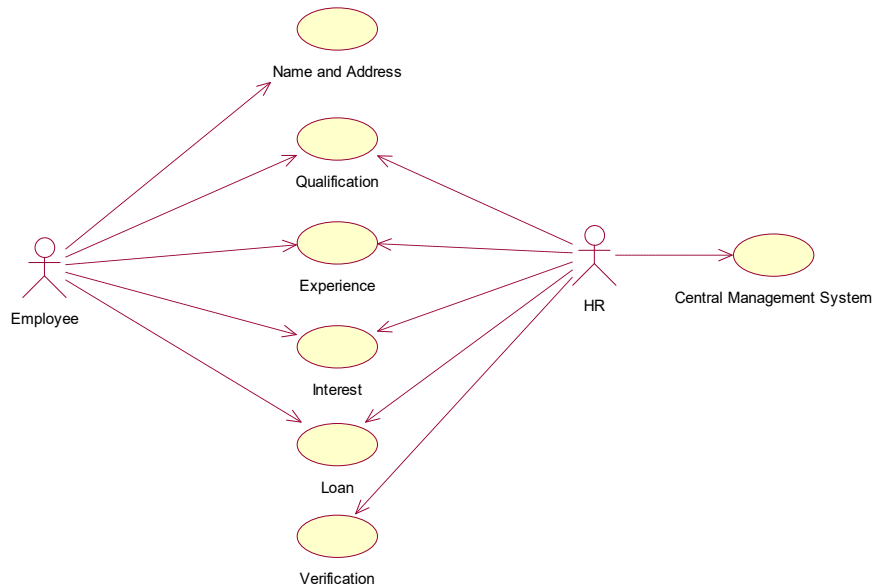 Name and Address
Qualification
Experience
Employee
HR
Central Management System
Interest
Loan
Verification